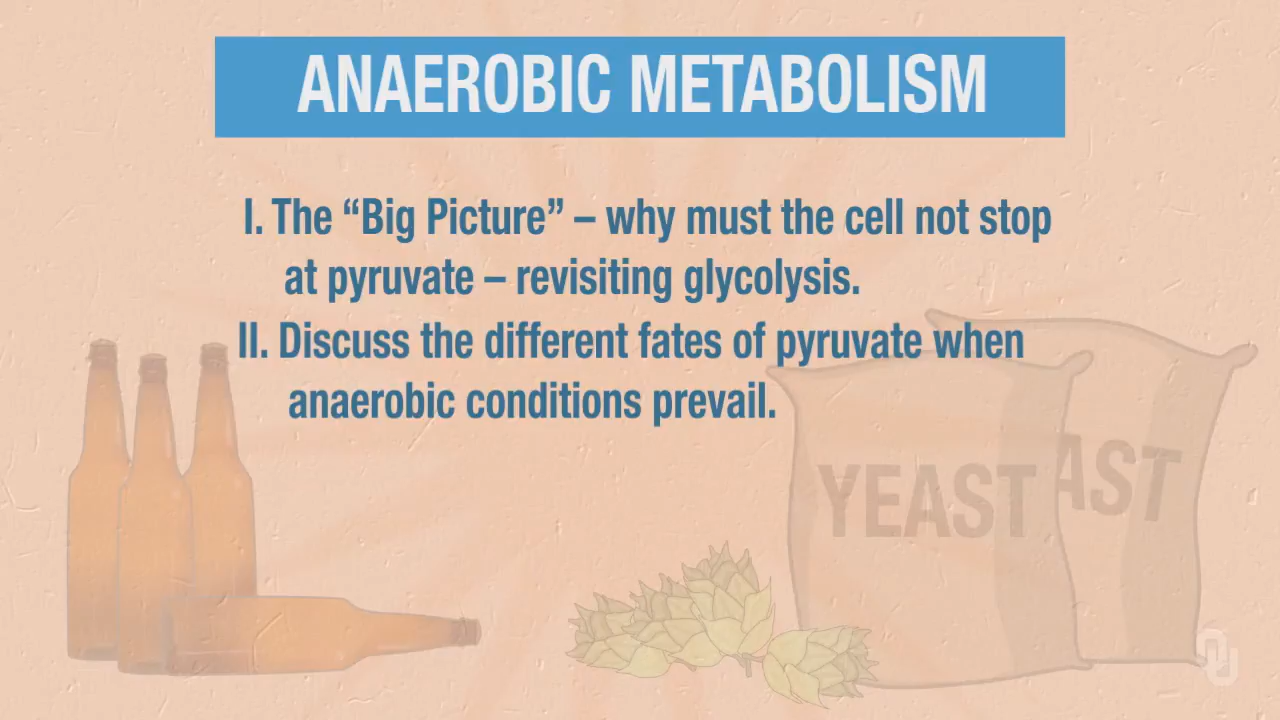 ANAEROBIC METABOLISM
I. The “Big Picture” – why must the cell not stop
at pyruvate – revisiting glycolysis.
II. Discuss the different fates of pyruvate when
anaerobic conditions prevail.
YEAST
AST
OU